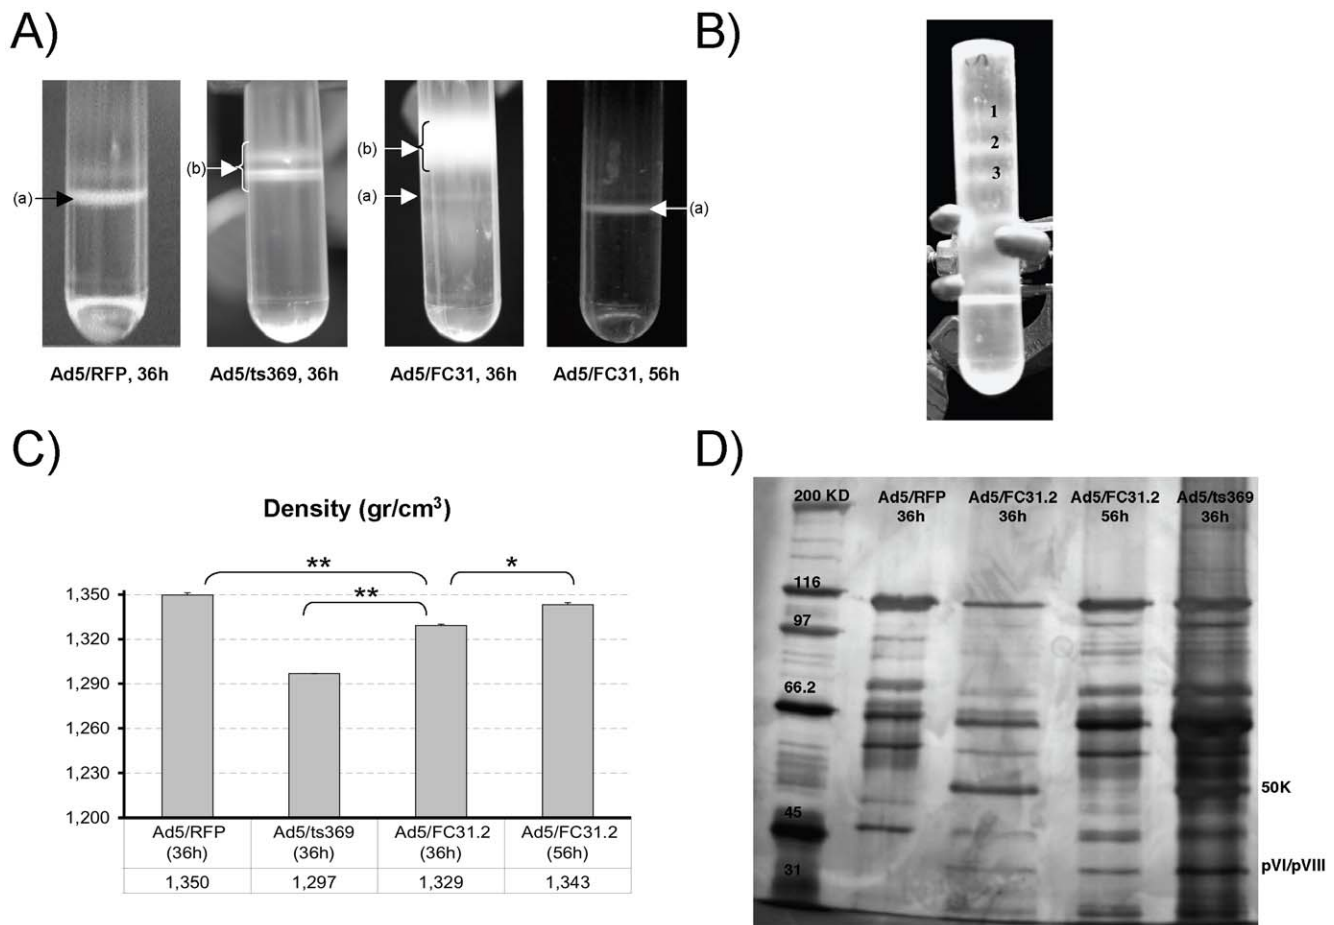 A)
B)
(a)
(b)
(b)
(a)
(a)
Ad5/RFP, 36h
Ad5/ts369, 36h
Ad5/FC31, 36h
Ad5/FC31, 56h
1
2
3
C)
Density (gr/cm³)
**
*
**
1,350
1,320
1,290
1,260
1,230
1,200
Ad5/RFP Ad5/ts369 Ad5/FC31.2 Ad5/FC31.2
(36h) (36h) (36h) (56h)
1,350 1,297 1,329 1,343
D)
200 KD Ad5/RFP Ad5/FC31.2 Ad5/FC31.2 Ad5/ts369
36h 36h 56h 36h
116
97
66.2
50K
45
31 pVI/pVIII